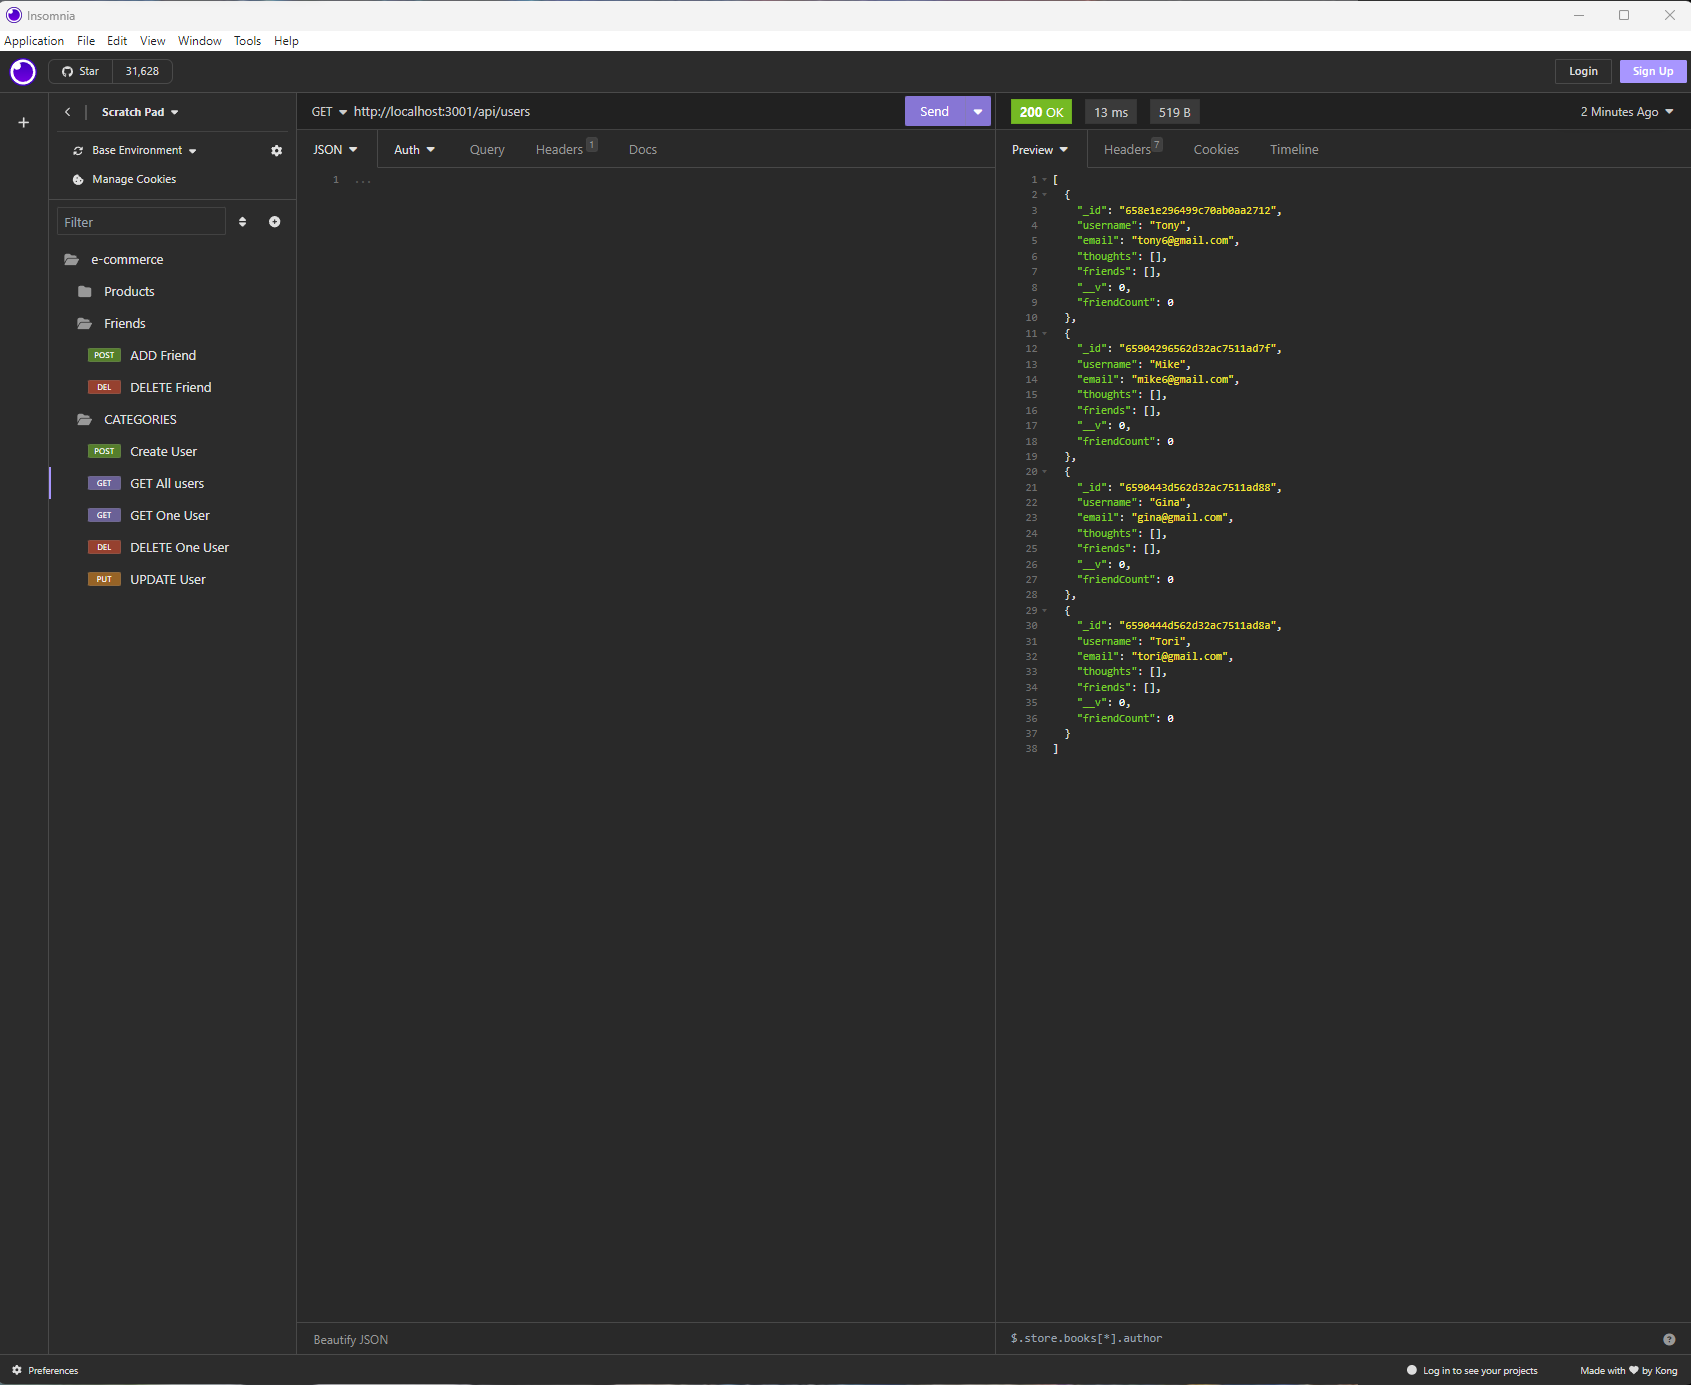 Insomnia
Application File Edit View Window Tools Help
Star 31,628 Login Sign Up
Scratch Pad
Base Environment
Manage Cookies
Filter
e-commerce
Products
Friends
POST ADD Friend
DEL DELETE Friend
CATEGORIES
POST Create User
GET GET All users
GET GET One User
DEL DELETE One User
PUT UPDATE User
GET http://localhost:3001/api/users Send
JSON Auth Query Headers 1 Docs
1 ...
Beautify JSON
200 OK 13 ms 519 B 2 Minutes Ago
Preview Headers 7 Cookies Timeline
1 [
2 {
3 "_id": "658e1e296499c70ab0aa2712",
4 "username": "Tony",
5 "email": "tony6@gmail.com",
6 "thoughts": [],
7 "friends": [],
8 "__v": 0,
9 "friendCount": 0
10 },
11 {
12 "_id": "65904296562d32ac7511ad7f",
13 "username": "Mike",
14 "email": "mike6@gmail.com",
15 "thoughts": [],
16 "friends": [],
17 "__v": 0,
18 "friendCount": 0
19 },
20 {
21 "_id": "6590443d562d32ac7511ad88",
22 "username": "Gina",
23 "email": "gina@gmail.com",
24 "thoughts": [],
25 "friends": [],
26 "__v": 0,
27 "friendCount": 0
28 },
29 {
30 "_id": "6590444d562d32ac7511ad8a",
31 "username": "Tori",
32 "email": "tori@gmail.com",
33 "thoughts": [],
34 "friends": [],
35 "__v": 0,
36 "friendCount": 0
37 }
38 ]
$.store.books[*].author
Preferences Log in to see your projects Made with ♥ by Kong